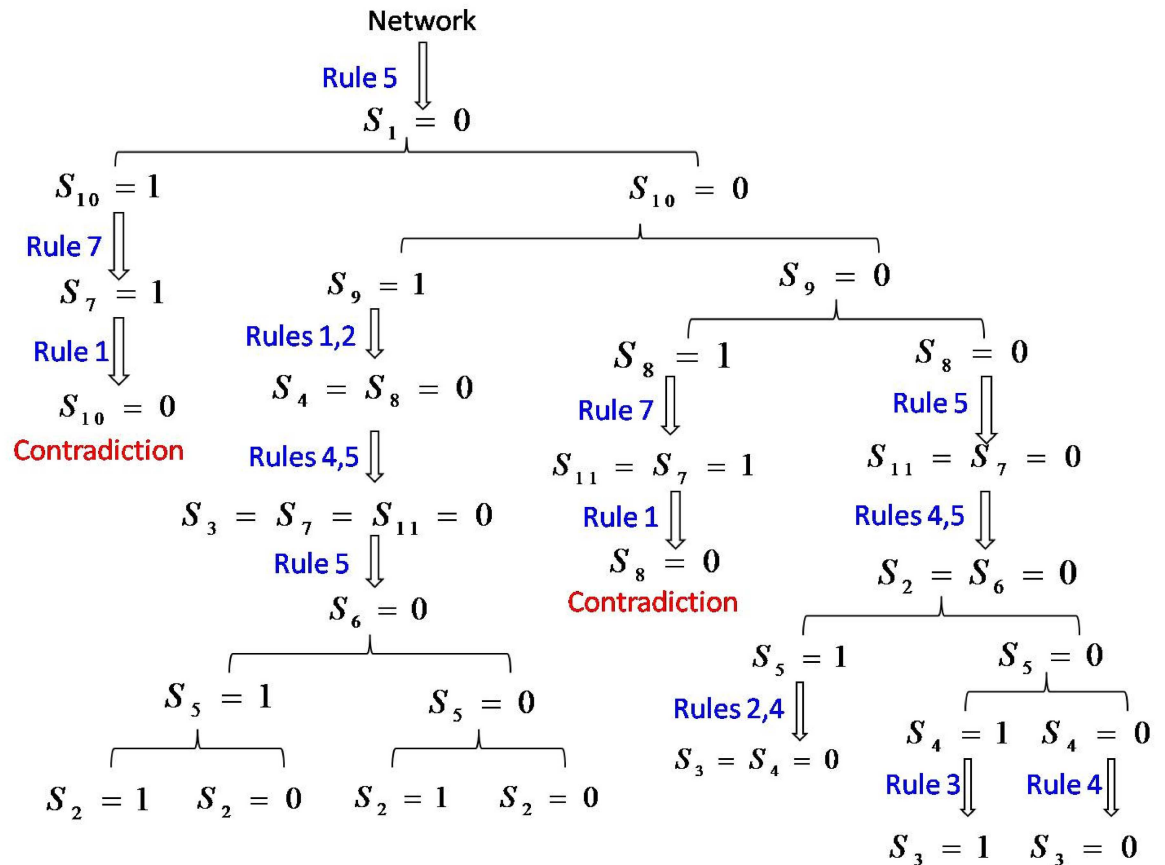 Network
Rule 5
S₁ = 0
S₁₀ = 1
S₁₀ = 0
Rule 7
S₇ = 1
S₉ = 1
S₉ = 0
Rule 1
Rules 1,2
S₈ = 1
S₈ = 0
S₁₀ = 0
S₄ = S₈ = 0
Rule 7
Rule 5
Contradiction
Rules 4,5
S₁₁ = S₇ = 1
S₁₁ = S₇ = 0
S₃ = S₇ = S₁₁ = 0
Rule 1
Rules 4,5
Rule 5
S₈ = 0
S₂ = S₆ = 0
S₆ = 0
Contradiction
S₅ = 1
S₅ = 0
S₅ = 1
S₅ = 0
Rules 2,4
S₄ = 1
S₄ = 0
S₃ = S₄ = 0
Rule 3
Rule 4
S₂ = 1
S₂ = 0
S₂ = 1
S₂ = 0
S₃ = 1
S₃ = 0